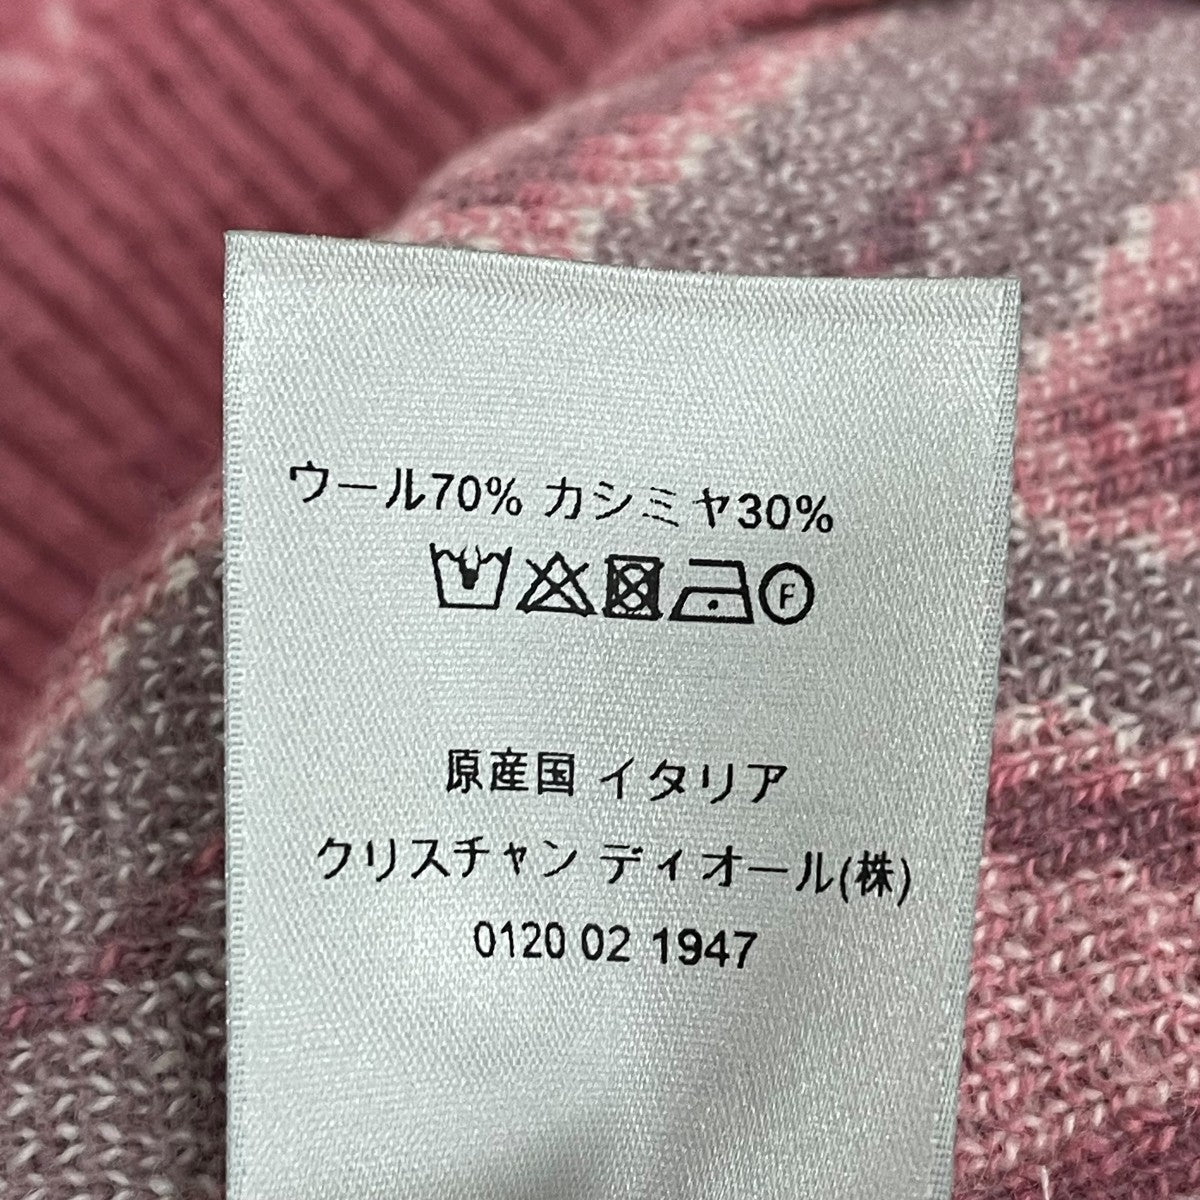 ウール70% カシミヤ30%
F
原産国 イタリア
クリスチャン ディオール(株)
0120 02 1947